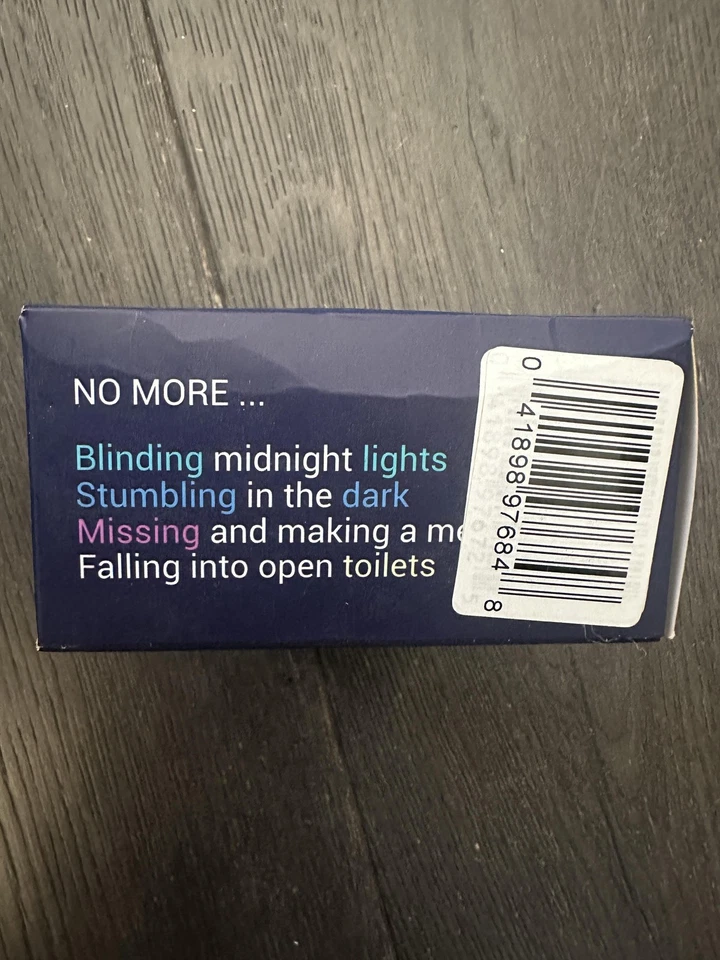 NO MORE ...
Blinding midnight lights
Stumbling in the dark
Missing and making a me
Falling into open toilets
0 41898 97684 8